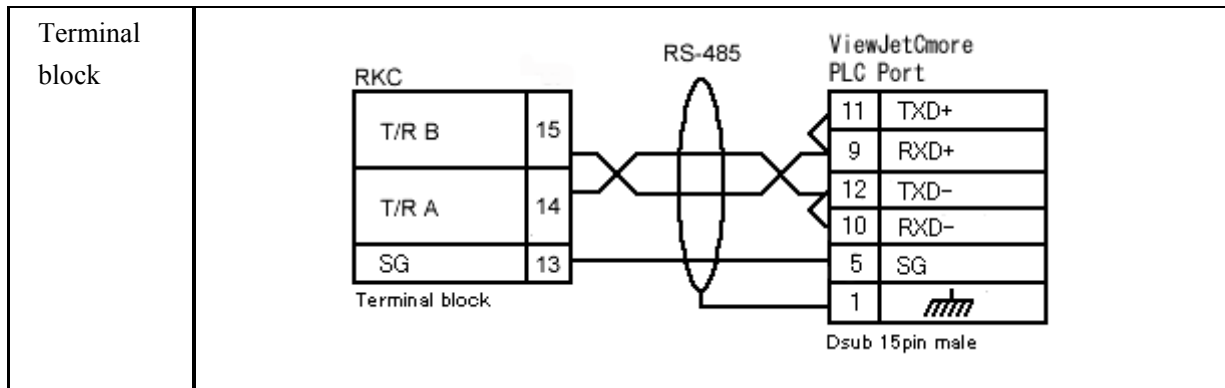 Terminal
block
RS-485
ViewJetCmore
PLC Port
RKC
T/R B 15
T/R A 14
SG 13
Terminal block
11 TXD+
9 RXD+
12 TXD-
10 RXD-
5 SG
1
Dsub 15pin male